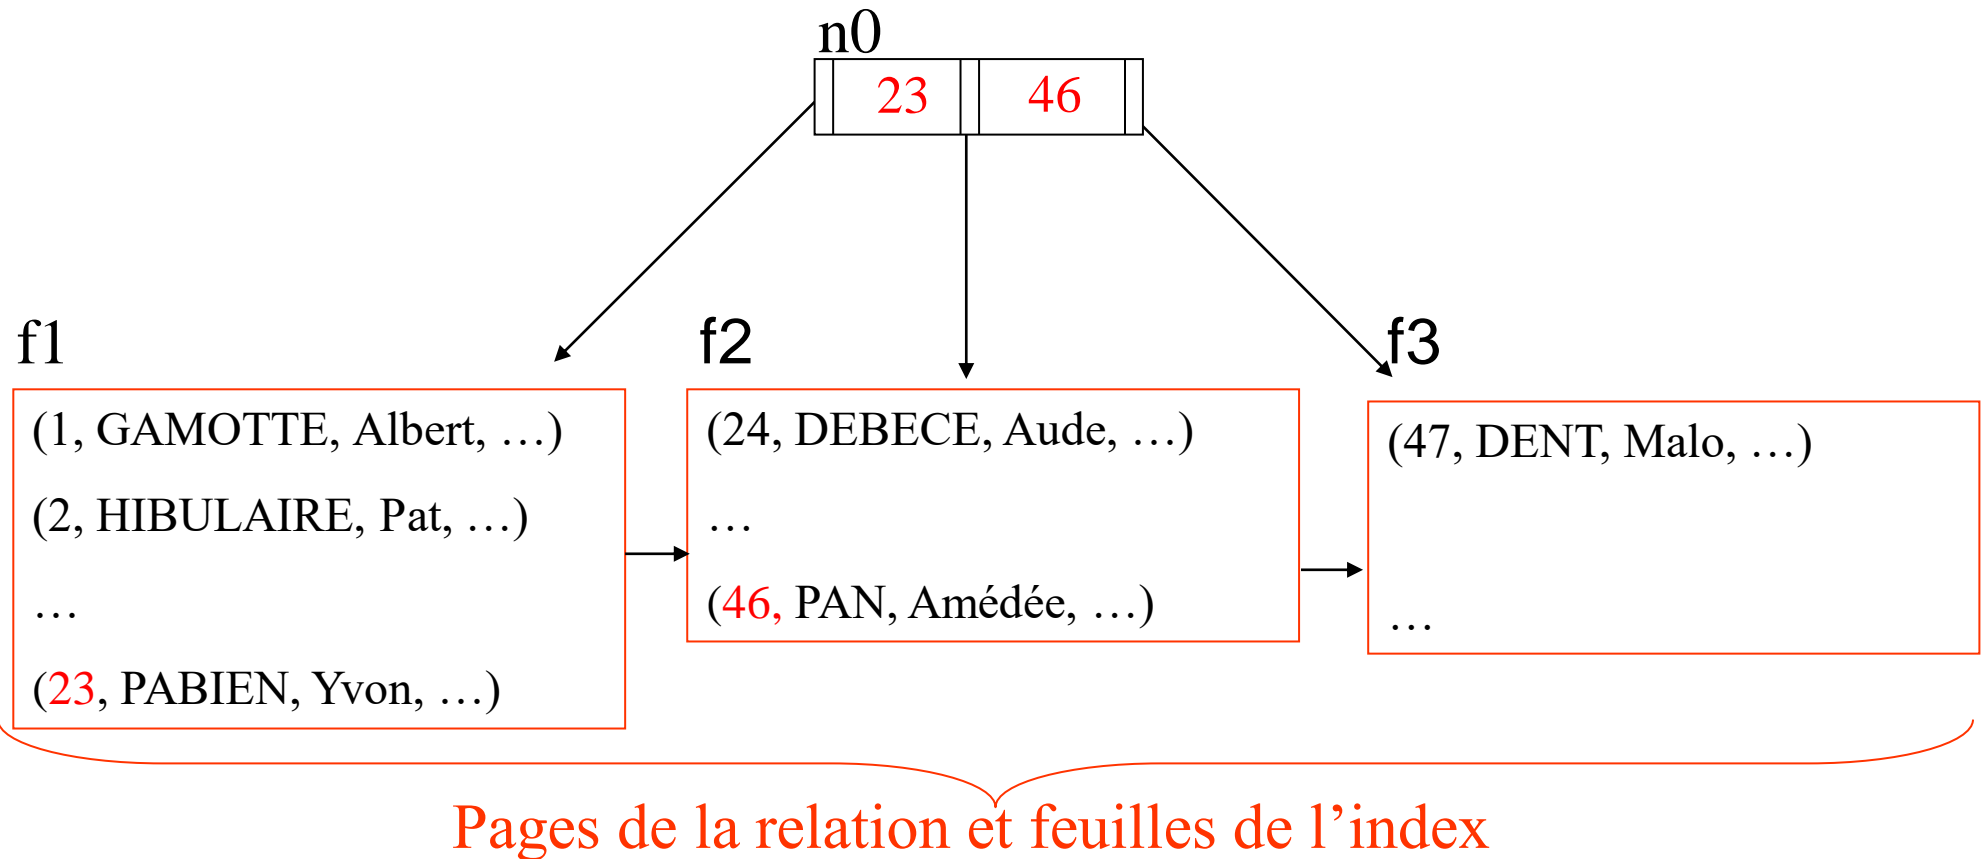 n0
23 46
f1
f2
f3
(1, GAMOTTE, Albert, …)
(2, HIBULAIRE, Pat, …)
…
(23, PABIEN, Yvon, …)
(24, DEBECE, Aude, …)
…
(46, PAN, Amédée, …)
(47, DENT, Malo, …)
…
Pages de la relation et feuilles de l’index